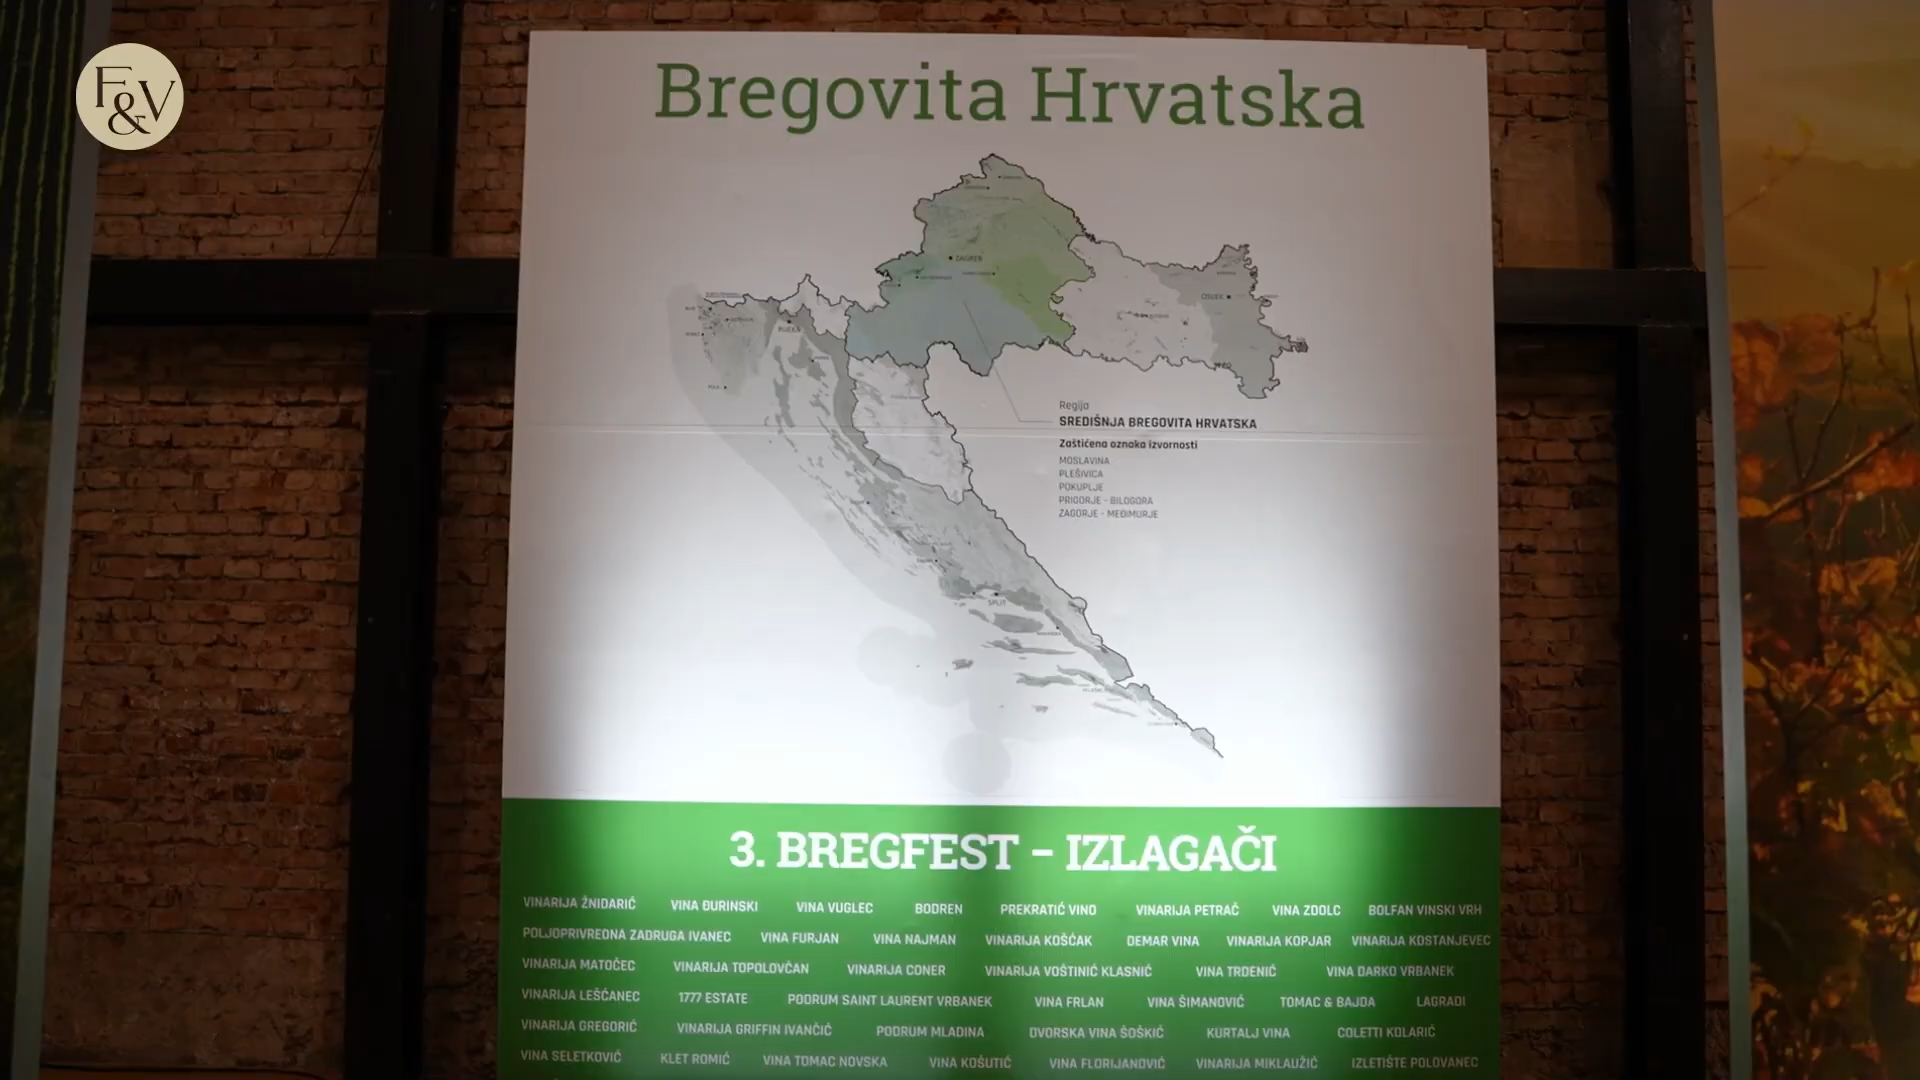 F&V
Bregovita Hrvatska
ZAGREB
OSIJEK
RIJEKA
PULA
Regija
SREDIŠNJA BREGOVITA HRVATSKA
Zaštićena oznaka izvornosti
MOSLAVINA
PLEŠIVICA
POKUPLJE
PRIGORJE - BILOGORA
ZAGORJE - MEĐIMURJE
SPLIT
3. BREGFEST – IZLAGAČI
VINARIJA ŽNIDARIĆ VINA ĐURINSKI VINA VUGLEC BODREN PREKRATIĆ VINO VINARIJA PETRAČ VINA ZDOLC BOLFAN VINSKI VRH
POLJOPRIVREDNA ZADRUGA IVANEC VINA FURJAN VINA NAJMAN VINARIJA KOŠĆAK DEMAR VINA VINARIJA KOPJAR VINARIJA KOSTANJEVEC
VINARIJA MATOČEC VINARIJA TOPOLOVČAN VINARIJA CONER VINARIJA VOŠTINIĆ KLASNIĆ VINA TRDENIĆ VINA DARKO VRBANEK
VINARIJA LEŠČANEC 1777 ESTATE PODRUM SAINT LAURENT VRBANEK VINA FRLAN VINA ŠIMANOVIĆ TOMAC & BAJDA LAGRADI
VINARIJA GREGORIĆ VINARIJA GRIFFIN IVANČIĆ PODRUM MLADINA DVORSKA VINA ŠOŠKIĆ KURTALJ VINA COLETTI KOLARIĆ
VINA SELETKOVIĆ KLET ROMIĆ VINA TOMAC NOVSKA VINA KOŠUTIĆ VINA FLORIJANOVIĆ VINARIJA MIKLAUŽIĆ IZLETIŠTE POLOVANEC